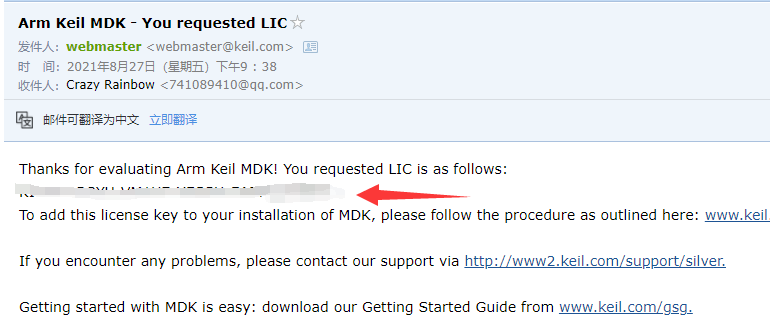 Arm Keil MDK - You requested LIC☆
发件人：webmaster <webmaster@keil.com>
时　间：2021年8月27日（星期五）下午9：38
收件人：Crazy Rainbow <741089410@qq.com>
邮件可翻译为中文 立即翻译
Thanks for evaluating Arm Keil MDK! You requested LIC is as follows:
To add this license key to your installation of MDK, please follow the procedure as outlined here: www.keil
If you encounter any problems, please contact our support via http://www2.keil.com/support/silver.
Getting started with MDK is easy: download our Getting Started Guide from www.keil.com/gsg.